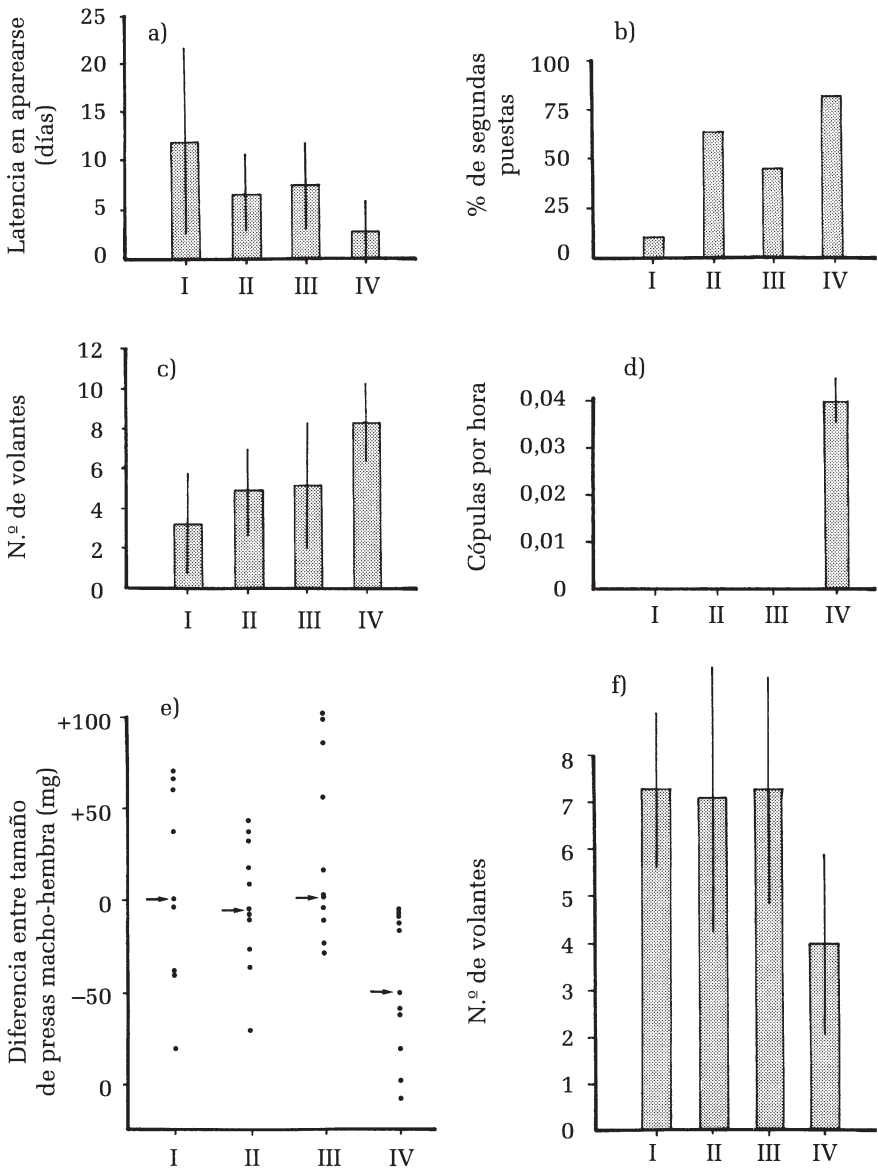 a)
Latencia en aparearse
(días)
25
20
15
10
5
0
I II III IV
b)
% de segundas
puestas
100
75
50
25
0
I II III IV
c)
N.º de volantes
12
10
8
6
4
2
0
I II III IV
d)
Cópulas por hora
0,04
0,03
0,02
0,01
0
I II III IV
e)
Diferencia entre tamaño
de presas macho-hembra (mg)
+100
+50
0
−50
0
I II III IV
f)
N.º de volantes
8
7
6
5
4
3
2
1
0
I II III IV